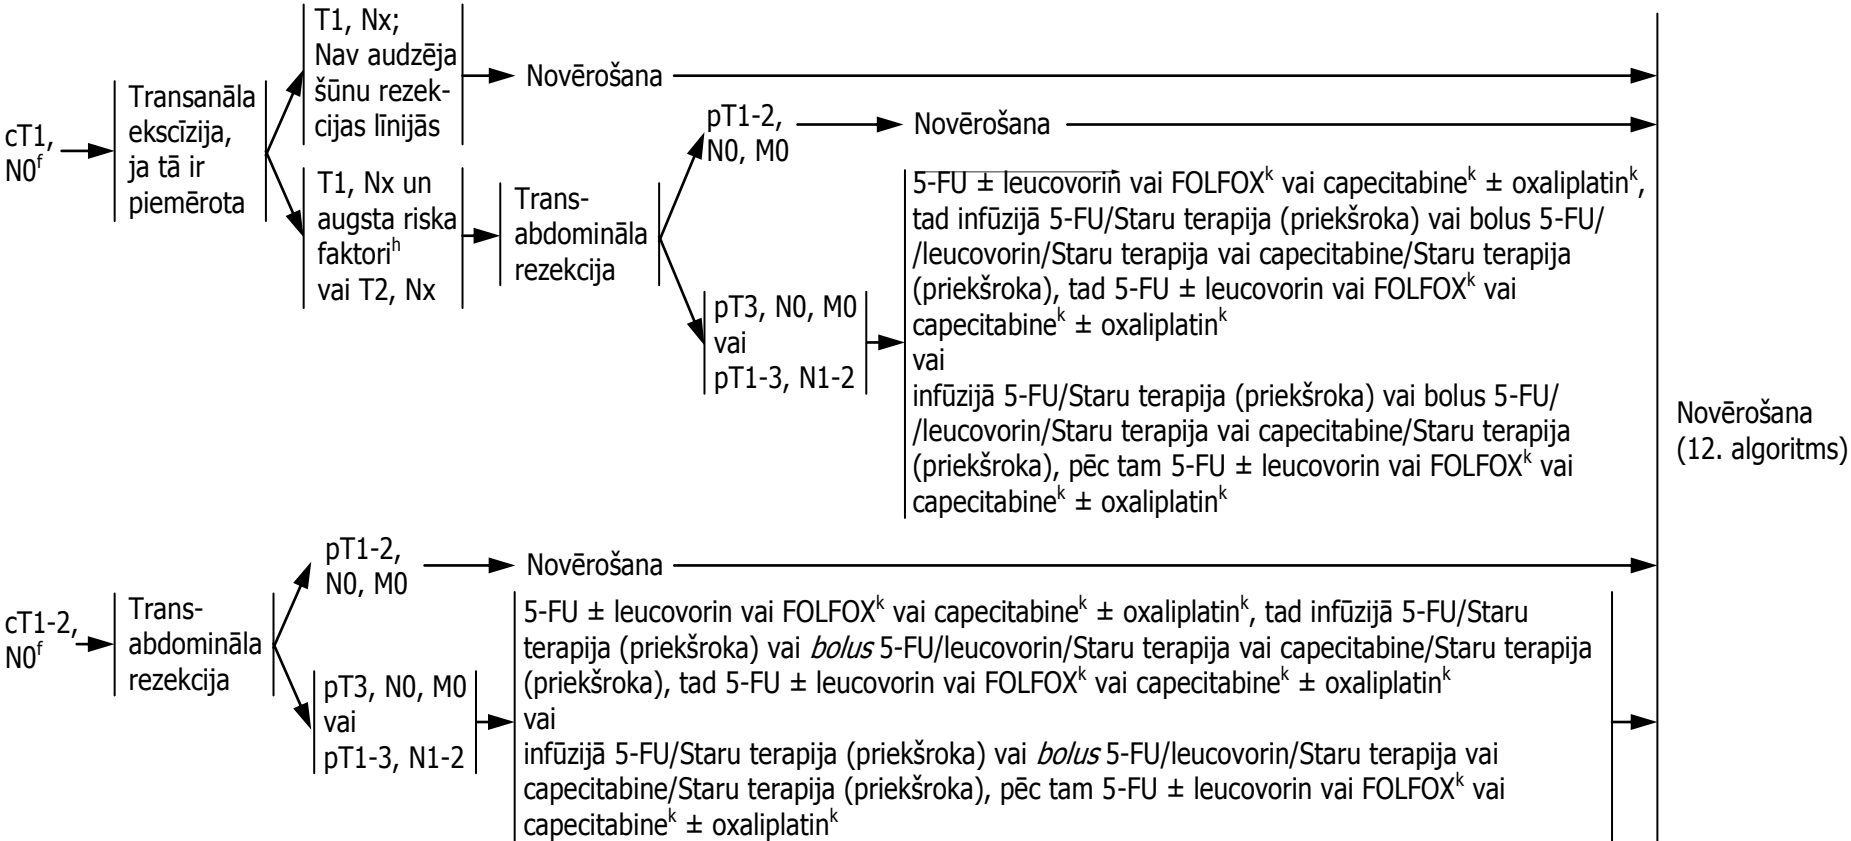 cT1,
N0ᶠ
Transanāla
ekscīzija,
ja tā ir
piemērota
T1, Nx;
Nav audzēja
šūnu rezek-
cijas līnijās
Novērošana
T1, Nx un
augsta riska
faktoriʰ
vai T2, Nx
Trans-
abdomināla
rezekcija
pT1-2,
N0, M0
Novērošana
pT3, N0, M0
vai
pT1-3, N1-2
5-FU ± leucovorin vai FOLFOXᵏ vai capecitabineᵏ ± oxaliplatinᵏ,
tad infūzijā 5-FU/Staru terapija (priekšroka) vai bolus 5-FU/
/leucovorin/Staru terapija vai capecitabine/Staru terapija
(priekšroka), tad 5-FU ± leucovorin vai FOLFOXᵏ vai
capecitabineᵏ ± oxaliplatinᵏ
vai
infūzijā 5-FU/Staru terapija (priekšroka) vai bolus 5-FU/
/leucovorin/Staru terapija vai capecitabine/Staru terapija
(priekšroka), pēc tam 5-FU ± leucovorin vai FOLFOXᵏ vai
capecitabineᵏ ± oxaliplatinᵏ
Novērošana
(12. algoritms)
cT1-2,
N0ᶠ
Trans-
abdomināla
rezekcija
pT1-2,
N0, M0
Novērošana
pT3, N0, M0
vai
pT1-3, N1-2
5-FU ± leucovorin vai FOLFOXᵏ vai capecitabineᵏ ± oxaliplatinᵏ, tad infūzijā 5-FU/Staru
terapija (priekšroka) vai bolus 5-FU/leucovorin/Staru terapija vai capecitabine/Staru terapija
(priekšroka), tad 5-FU ± leucovorin vai FOLFOXᵏ vai capecitabineᵏ ± oxaliplatinᵏ
vai
infūzijā 5-FU/Staru terapija (priekšroka) vai bolus 5-FU/leucovorin/Staru terapija vai
capecitabine/Staru terapija (priekšroka), pēc tam 5-FU ± leucovorin vai FOLFOXᵏ vai
capecitabineᵏ ± oxaliplatinᵏ